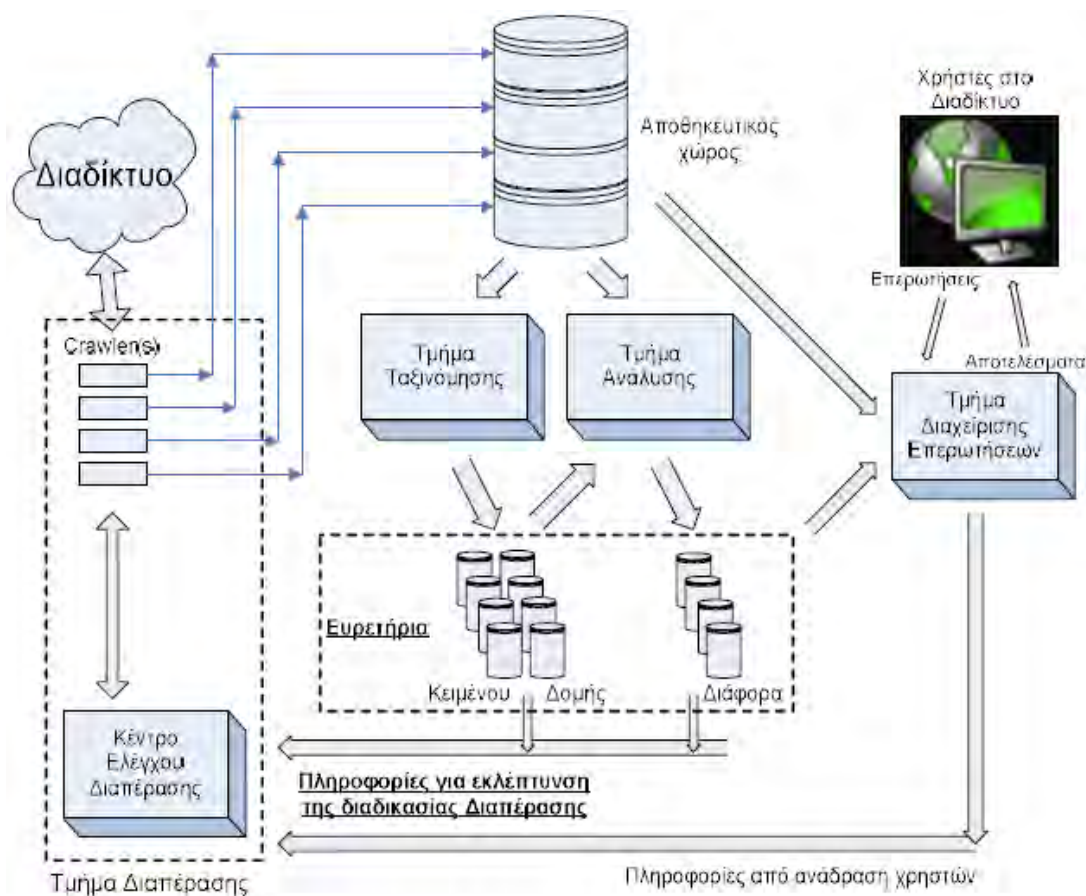 Χρήστες στο
Διαδίκτυο
Αποθηκευτικός
χώρος
Διαδίκτυο
Επερωτήσεις
Crawler(s)
Τμήμα
Ταξινόμησης
Τμήμα
Ανάλυσης
Αποτελέσματα
Τμήμα
Διαχείρισης
Επερωτήσεων
Ευρετήρια
Κειμένου
Δομής
Διάφορα
Κέντρο
Ελέγχου
Διαπέρασης
Πληροφορίες για εκλέπτυνση
της διαδικασίας Διαπέρασης
Τμήμα Διαπέρασης
Πληροφορίες από ανάδραση χρηστών